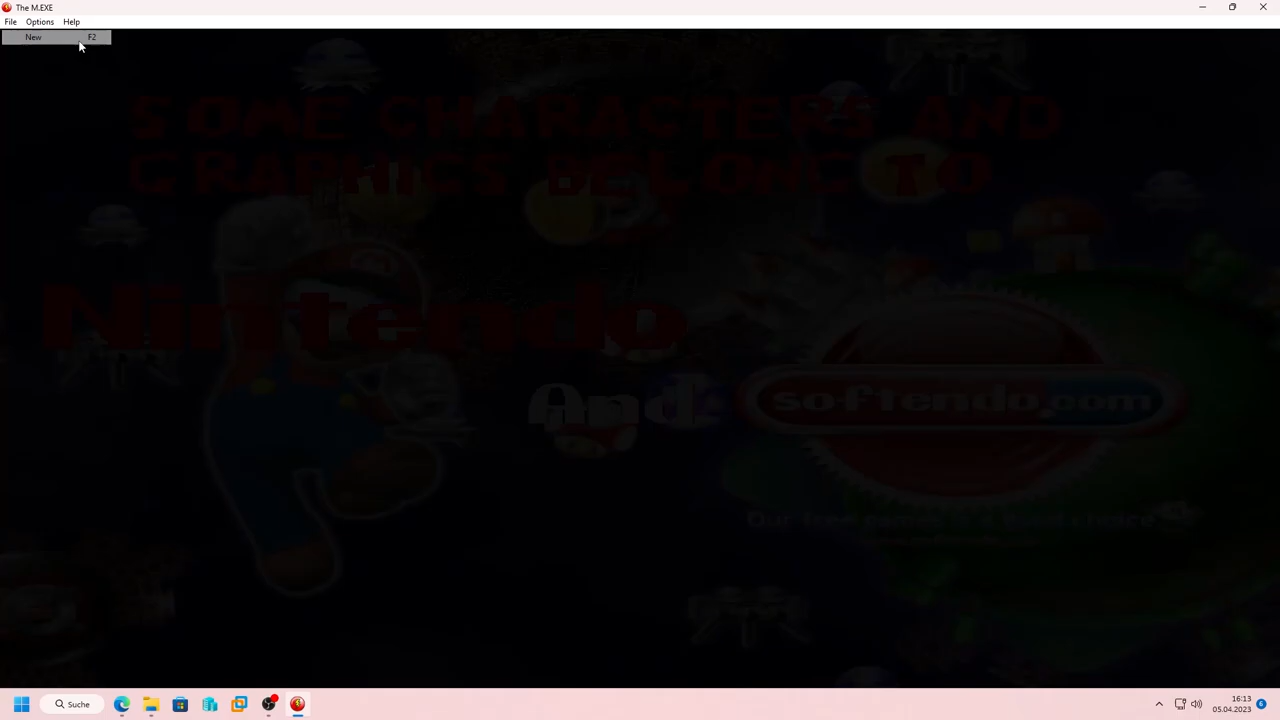 The M.EXE
File Options Help
New F2
SOME CHARACTERS AND
GRAPHICS BELONG TO
Nintendo
And
softendo.com
Suche
16:13
05.04.2023
6